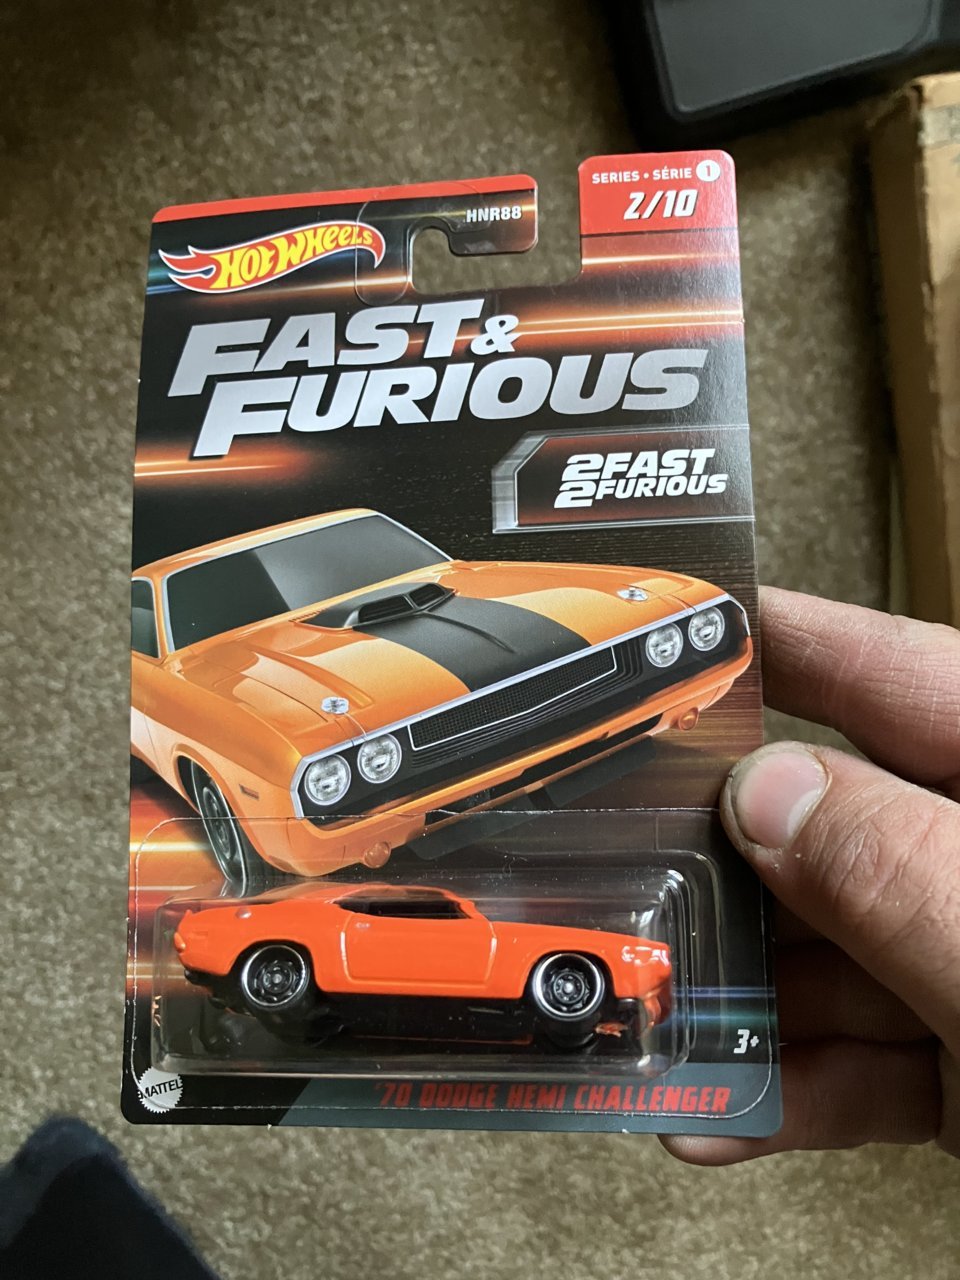 SERIES • SÉRIE 1
2/10
HNR88
HOT WHEELS
FAST &
FURIOUS
2FAST
2FURIOUS
3+
MATTEL
'70 DODGE HEMI CHALLENGER